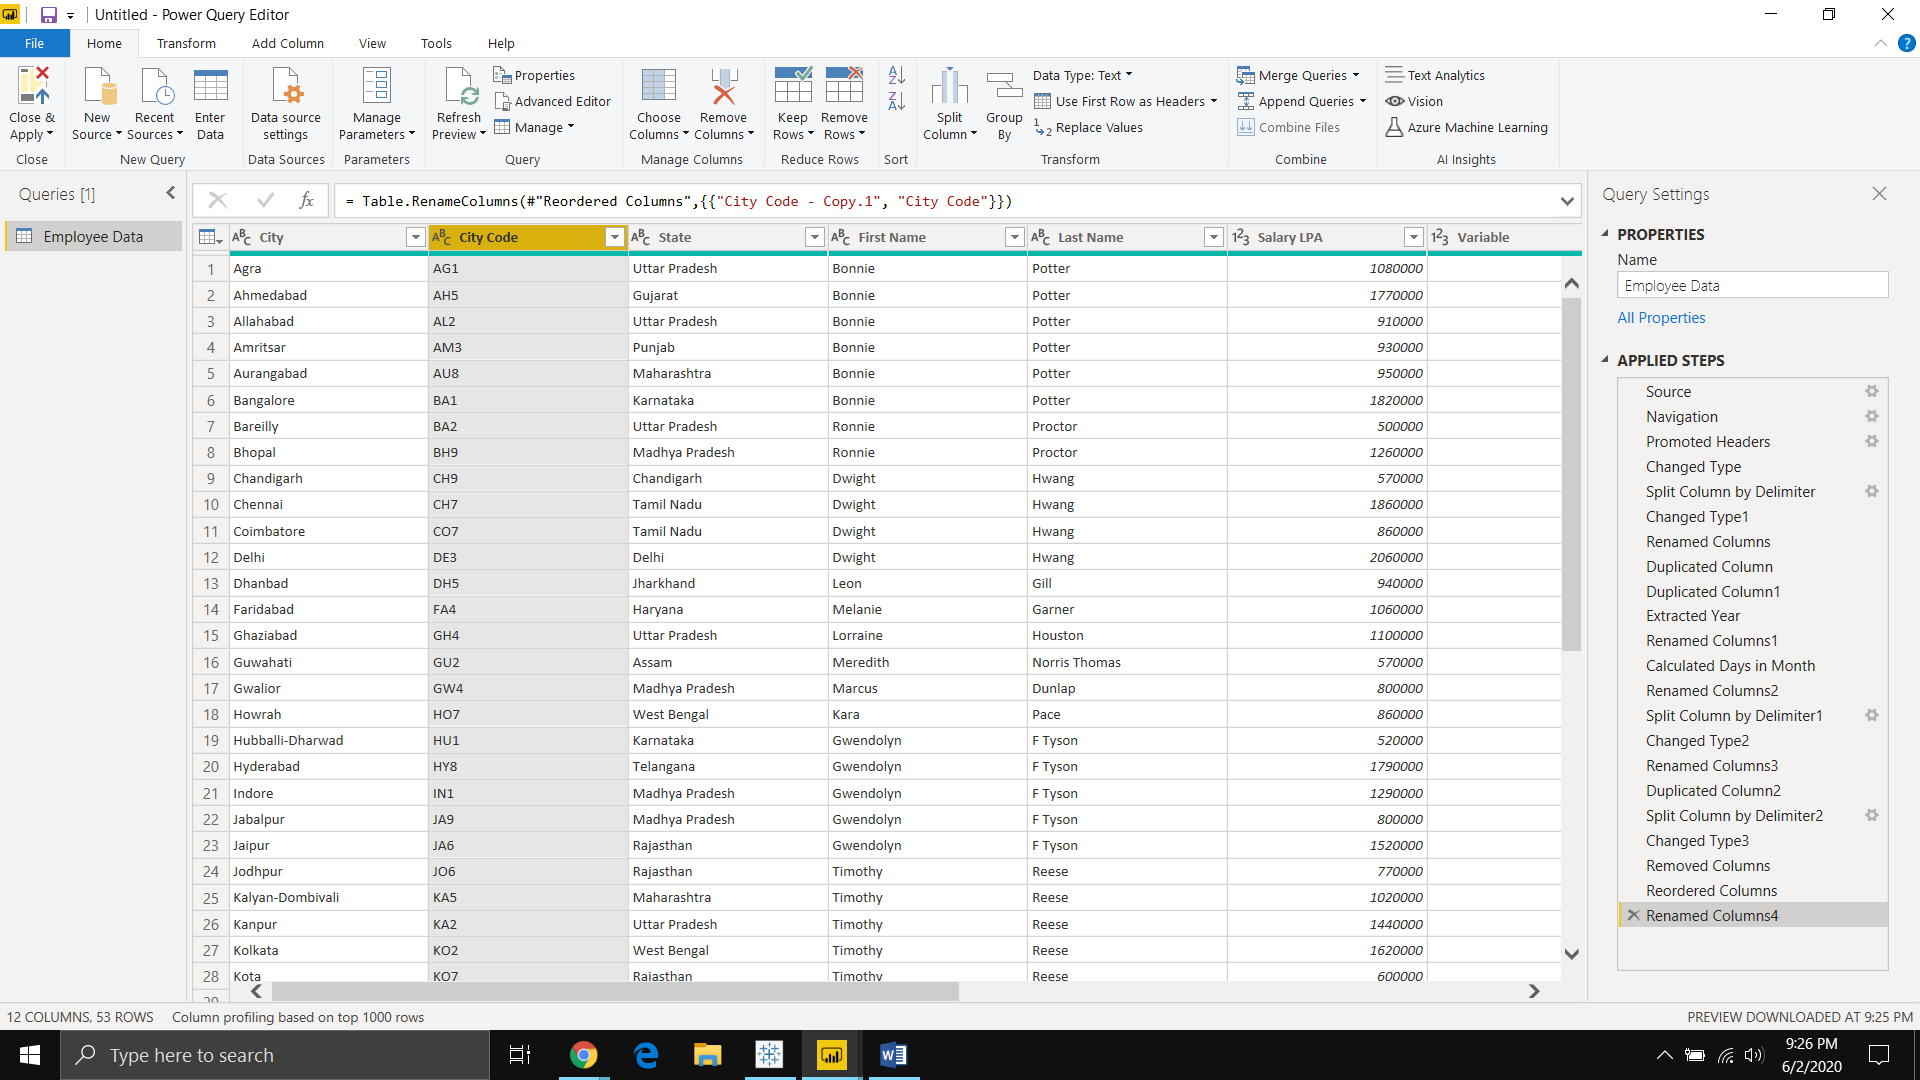 Untitled - Power Query Editor
File Home Transform Add Column View Tools Help
Close & Apply
Close
New Source
Recent Sources
Enter Data
New Query
Data source settings
Data Sources
Manage Parameters
Parameters
Refresh Preview
Properties
Advanced Editor
Manage
Query
Choose Columns
Remove Columns
Manage Columns
Keep Rows
Remove Rows
Reduce Rows
Sort
Split Column
Group By
Data Type: Text
Use First Row as Headers
Replace Values
Transform
Merge Queries
Append Queries
Combine Files
Combine
Text Analytics
Vision
Azure Machine Learning
AI Insights
Queries [1]
Employee Data
fx = Table.RenameColumns(#"Reordered Columns",{{"City Code - Copy.1", "City Code"}})
City City Code State First Name Last Name Salary LPA Variable
1 Agra AG1 Uttar Pradesh Bonnie Potter 1080000
2 Ahmedabad AH5 Gujarat Bonnie Potter 1770000
3 Allahabad AL2 Uttar Pradesh Bonnie Potter 910000
4 Amritsar AM3 Punjab Bonnie Potter 930000
5 Aurangabad AU8 Maharashtra Bonnie Potter 950000
6 Bangalore BA1 Karnataka Bonnie Potter 1820000
7 Bareilly BA2 Uttar Pradesh Ronnie Proctor 500000
8 Bhopal BH9 Madhya Pradesh Ronnie Proctor 1260000
9 Chandigarh CH9 Chandigarh Dwight Hwang 570000
10 Chennai CH7 Tamil Nadu Dwight Hwang 1860000
11 Coimbatore CO7 Tamil Nadu Dwight Hwang 860000
12 Delhi DE3 Delhi Dwight Hwang 2060000
13 Dhanbad DH5 Jharkhand Leon Gill 940000
14 Faridabad FA4 Haryana Melanie Garner 1060000
15 Ghaziabad GH4 Uttar Pradesh Lorraine Houston 1100000
16 Guwahati GU2 Assam Meredith Norris Thomas 570000
17 Gwalior GW4 Madhya Pradesh Marcus Dunlap 800000
18 Howrah HO7 West Bengal Kara Pace 860000
19 Hubballi-Dharwad HU1 Karnataka Gwendolyn F Tyson 520000
20 Hyderabad HY8 Telangana Gwendolyn F Tyson 1790000
21 Indore IN1 Madhya Pradesh Gwendolyn F Tyson 1290000
22 Jabalpur JA9 Madhya Pradesh Gwendolyn F Tyson 800000
23 Jaipur JA6 Rajasthan Gwendolyn F Tyson 1520000
24 Jodhpur JO6 Rajasthan Timothy Reese 770000
25 Kalyan-Dombivali KA5 Maharashtra Timothy Reese 1020000
26 Kanpur KA2 Uttar Pradesh Timothy Reese 1440000
27 Kolkata KO2 West Bengal Timothy Reese 1620000
28 Kota KO7 Rajasthan Timothy Reese 600000
29
Query Settings
PROPERTIES
Name
Employee Data
All Properties
APPLIED STEPS
Source
Navigation
Promoted Headers
Changed Type
Split Column by Delimiter
Changed Type1
Renamed Columns
Duplicated Column
Duplicated Column1
Extracted Year
Renamed Columns1
Calculated Days in Month
Renamed Columns2
Split Column by Delimiter1
Changed Type2
Renamed Columns3
Duplicated Column2
Split Column by Delimiter2
Changed Type3
Removed Columns
Reordered Columns
Renamed Columns4
12 COLUMNS, 53 ROWS Column profiling based on top 1000 rows
PREVIEW DOWNLOADED AT 9:25 PM
Type here to search
9:26 PM
6/2/2020